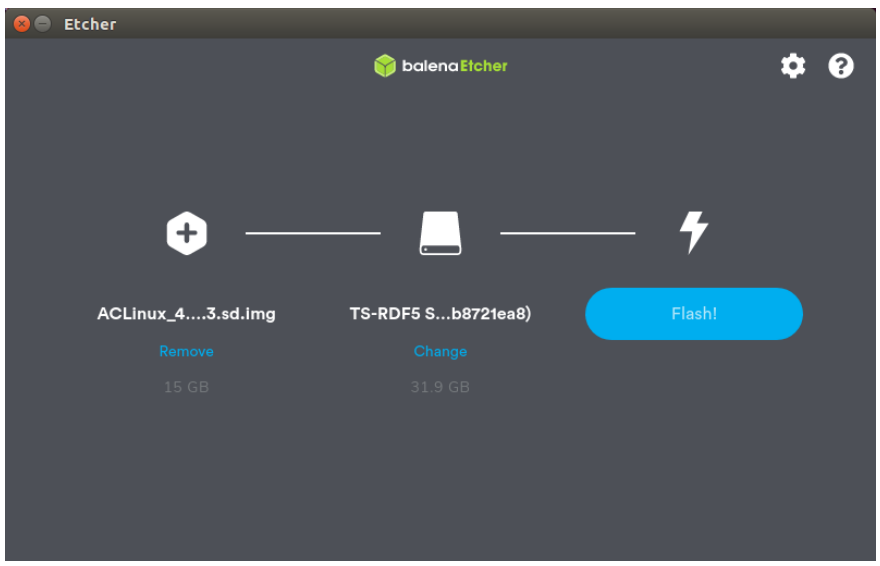 Etcher
balenaEtcher
ACLinux_4....3.sd.img
TS-RDF5 S...b8721ea8)
Flash!
Remove
Change
15 GB
31.9 GB